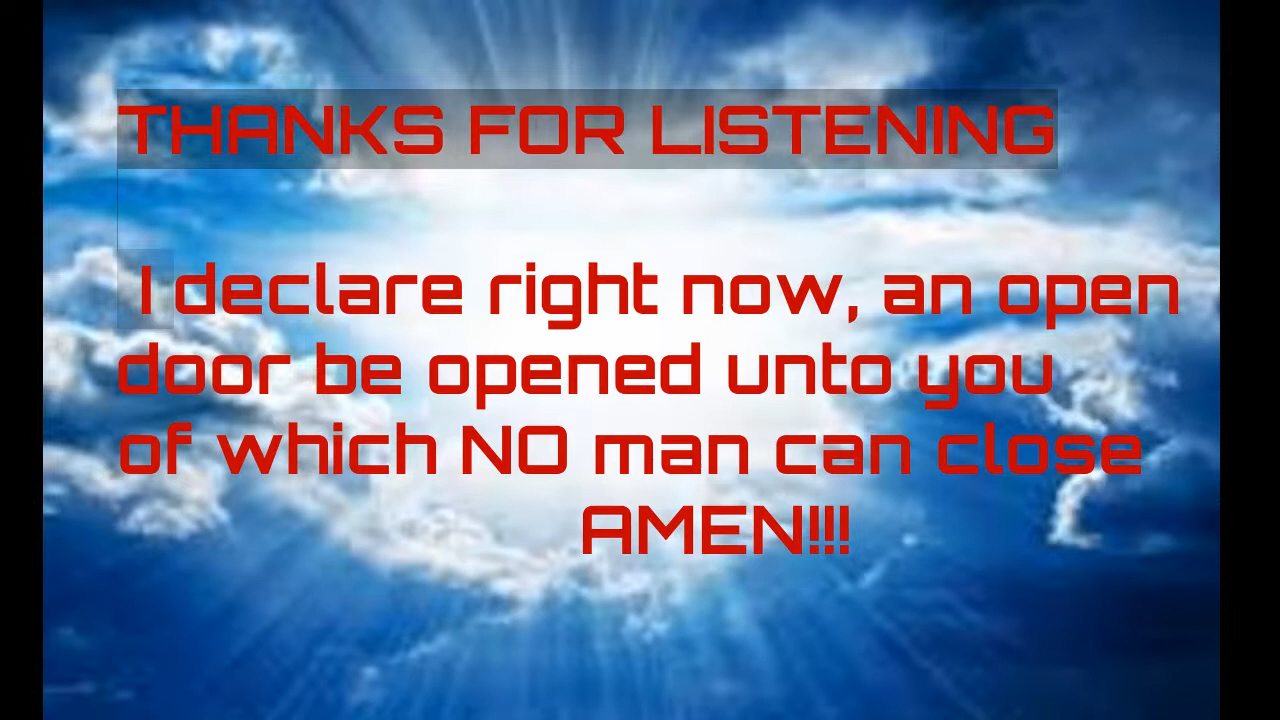 THANKS FOR LISTENING
I declare right now, an open
door be opened unto you
of which NO man can close
AMEN!!!